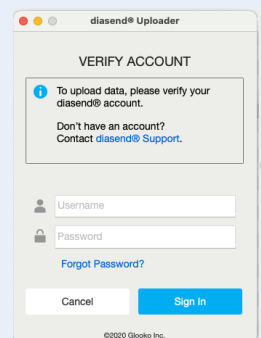 diasend® Uploader
VERIFY ACCOUNT
To upload data, please verify your
diasend® account.
Don't have an account?
Contact diasend® Support.
Username
Password
Forgot Password?
Cancel
Sign In
©2020 Glooko Inc.